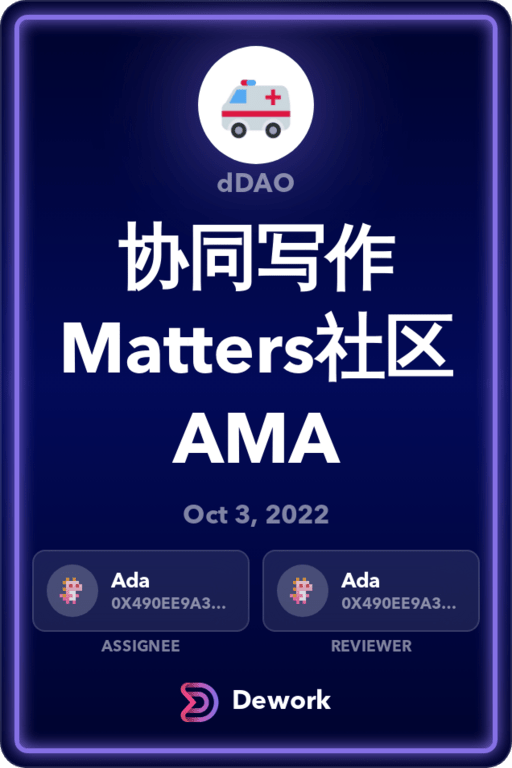 dDAO
协同写作
Matters社区
AMA
Oct 3, 2022
Ada
0X490EE9A3...
ASSIGNEE
Ada
0X490EE9A3...
REVIEWER
Dework